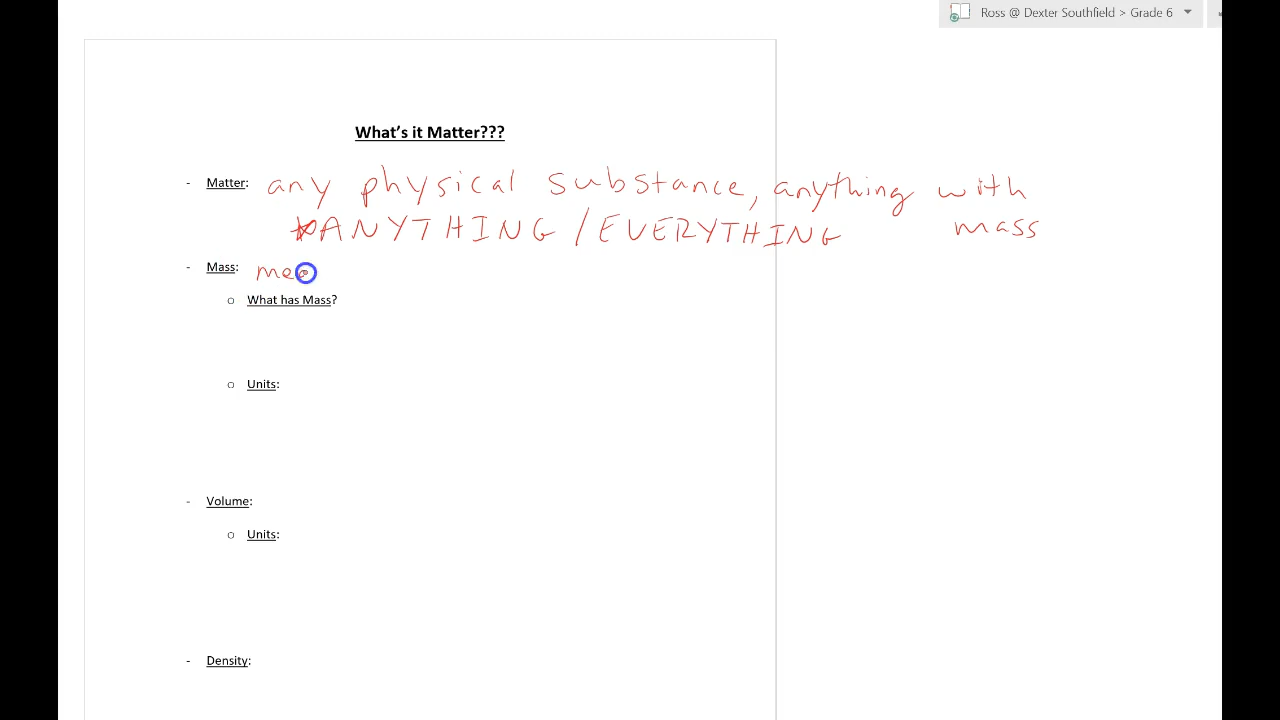 Ross @ Dexter Southfield > Grade 6
What's it Matter???
- Matter: any physical substance, anything with
*ANYTHING / EVERYTHING mass
- Mass: mea
o What has Mass?
o Units:
- Volume:
o Units:
- Density: